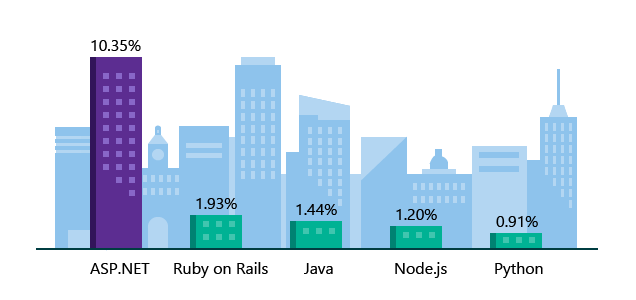 10.35%
1.93%
1.44%
1.20%
0.91%
ASP.NET
Ruby on Rails
Java
Node.js
Python